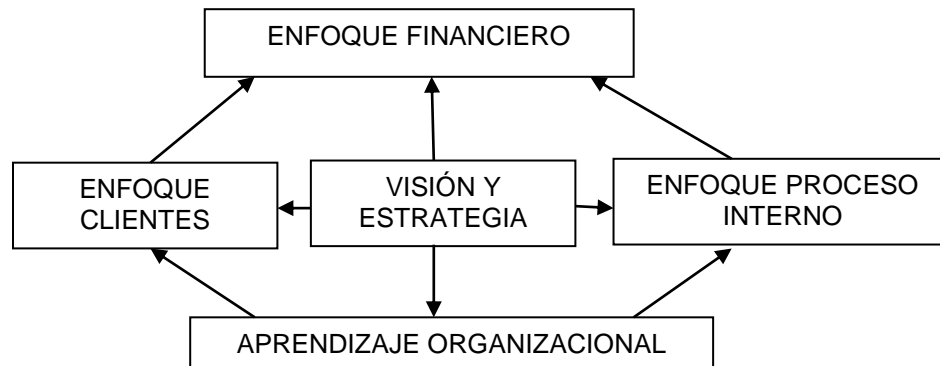 ENFOQUE FINANCIERO
ENFOQUE
CLIENTES
VISIÓN Y
ESTRATEGIA
ENFOQUE PROCESO
INTERNO
APRENDIZAJE ORGANIZACIONAL